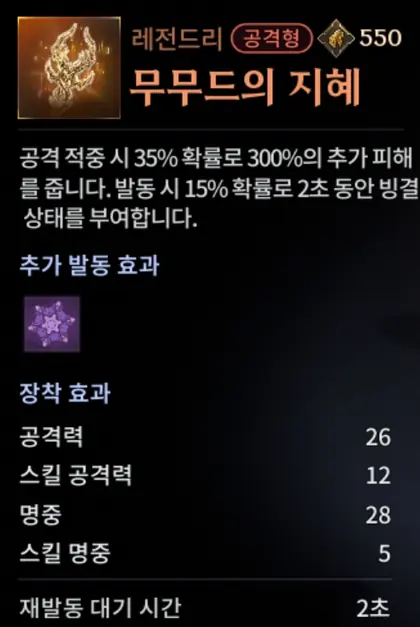 레전드리 공격형 550
무무드의 지혜
공격 적중 시 35% 확률로 300%의 추가 피해
를 줍니다. 발동 시 15% 확률로 2초 동안 빙결
상태를 부여합니다.
추가 발동 효과
장착 효과
공격력 26
스킬 공격력 12
명중 28
스킬 명중 5
재발동 대기 시간 2초